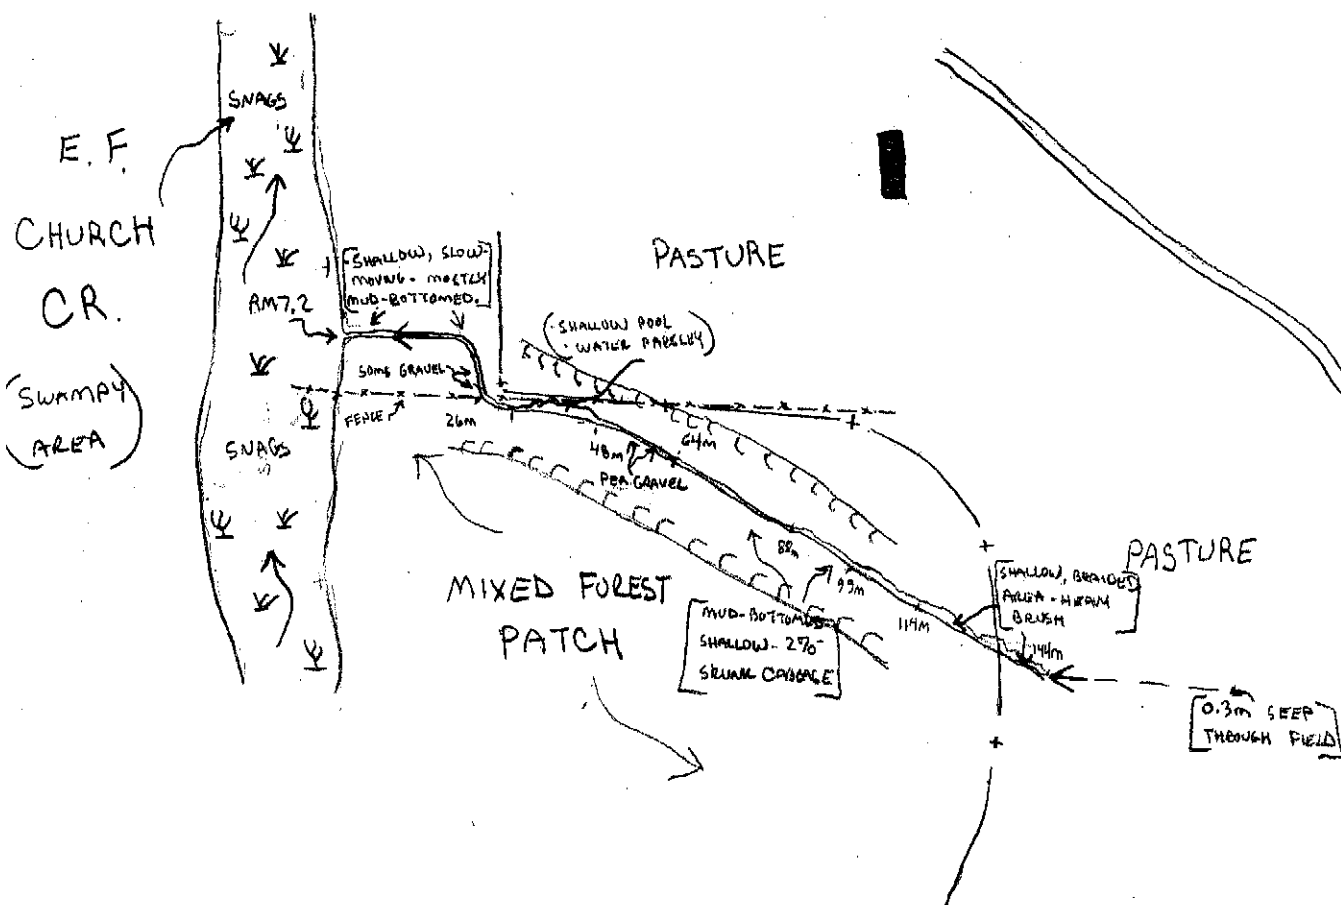 SNAGS
E. F.
CHURCH
CR.
(SWAMPY
AREA)
RM7.2
[SHALLOW, SLOW-
MOVING - MOSTLY
MUD-BOTTOMED.]
PASTURE
(SHALLOW POOL
WATER PARSLEY)
SOME GRAVEL
FENCE
26m
SNAGS
48m
64m
PEA GRAVEL
88m
99m
114m
144m
MIXED FOREST
PATCH
[MUD-BOTTOMED
SHALLOW - 2%
SKUNK CABBAGE]
PASTURE
[SHALLOW, BRAIDED
AREA - HEAVY
BRUSH]
[0.3m SEEP
THROUGH FIELD]